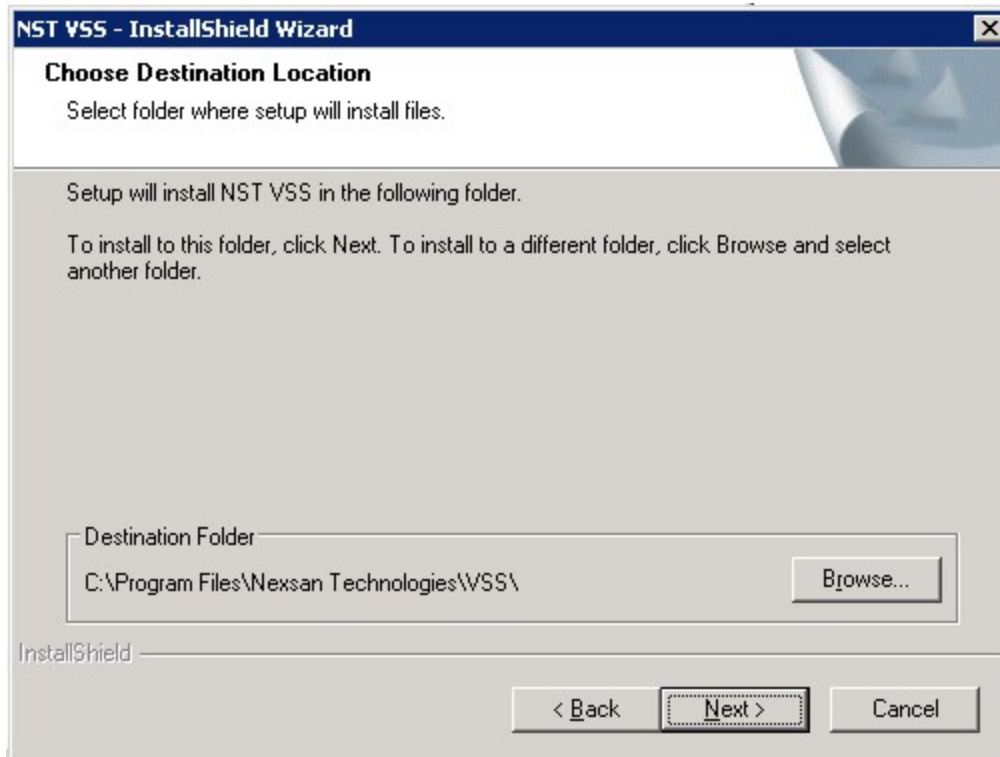 NST VSS - InstallShield Wizard
Choose Destination Location
Select folder where setup will install files.
Setup will install NST VSS in the following folder.
To install to this folder, click Next. To install to a different folder, click Browse and select
another folder.
Destination Folder
C:\Program Files\Nexsan Technologies\VSS\
Browse...
InstallShield
< Back
Next >
Cancel